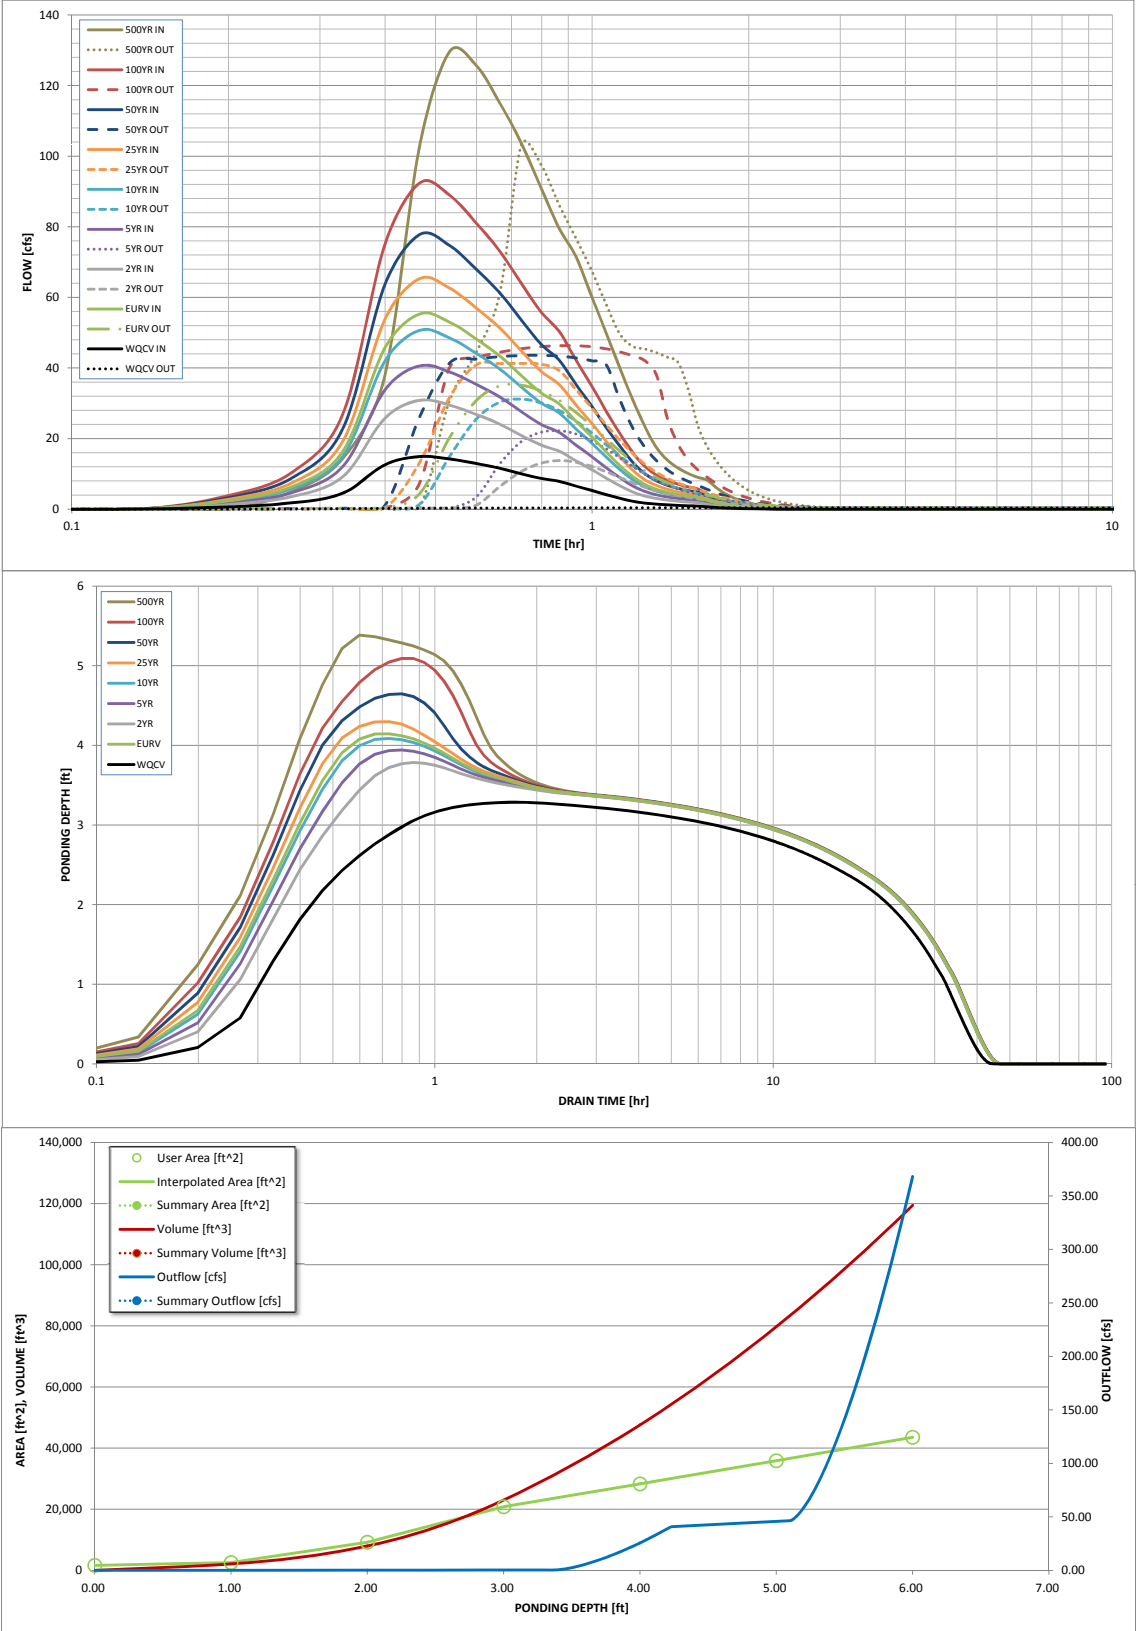 140
120
100
80
60
40
20
0
FLOW [cfs]
500YR IN
500YR OUT
100YR IN
100YR OUT
50YR IN
50YR OUT
25YR IN
25YR OUT
10YR IN
10YR OUT
5YR IN
5YR OUT
2YR IN
2YR OUT
EURV IN
EURV OUT
WQCV IN
WQCV OUT
0.1
1
10
TIME [hr]
6
5
4
3
2
1
0
PONDING DEPTH [ft]
500YR
100YR
50YR
25YR
10YR
5YR
2YR
EURV
WQCV
0.1
1
10
100
DRAIN TIME [hr]
140,000
120,000
100,000
80,000
60,000
40,000
20,000
0
AREA [ft^2], VOLUME [ft^3]
User Area [ft^2]
Interpolated Area [ft^2]
Summary Area [ft^2]
Volume [ft^3]
Summary Volume [ft^3]
Outflow [cfs]
Summary Outflow [cfs]
400.00
350.00
300.00
250.00
200.00
150.00
100.00
50.00
0.00
OUTFLOW [cfs]
0.00
1.00
2.00
3.00
4.00
5.00
6.00
7.00
PONDING DEPTH [ft]